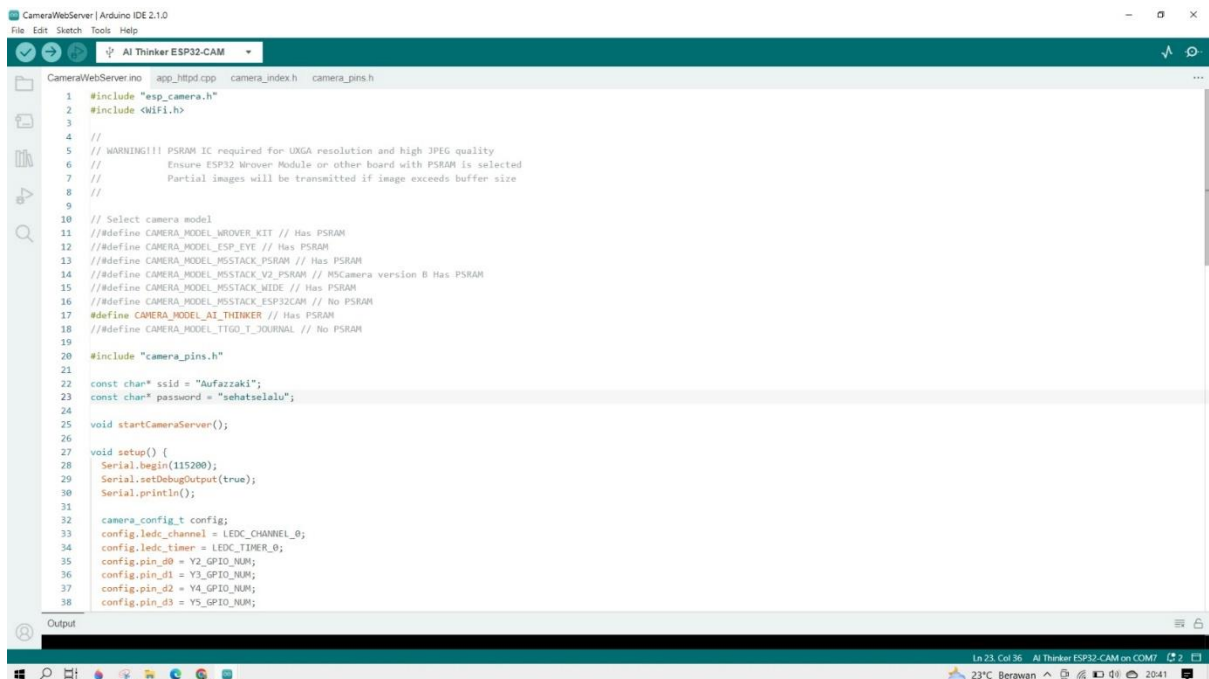 CameraWebServer | Arduino IDE 2.1.0
File Edit Sketch Tools Help
AI Thinker ESP32-CAM
CameraWebServer.ino app_httpd.cpp camera_index.h camera_pins.h ...
1 #include "esp_camera.h"
2 #include <WiFi.h>
3
4 //
5 // WARNING!!! PSRAM IC required for UXGA resolution and high JPEG quality
6 // Ensure ESP32 Wrover Module or other board with PSRAM is selected
7 // Partial images will be transmitted if image exceeds buffer size
8 //
9
10 // Select camera model
11 //#define CAMERA_MODEL_WROVER_KIT // Has PSRAM
12 //#define CAMERA_MODEL_ESP_EYE // Has PSRAM
13 //#define CAMERA_MODEL_M5STACK_PSRAM // Has PSRAM
14 //#define CAMERA_MODEL_M5STACK_V2_PSRAM // M5Camera version B Has PSRAM
15 //#define CAMERA_MODEL_M5STACK_WIDE // Has PSRAM
16 //#define CAMERA_MODEL_M5STACK_ESP32CAM // No PSRAM
17 #define CAMERA_MODEL_AI_THINKER // Has PSRAM
18 //#define CAMERA_MODEL_TTGO_T_JOURNAL // No PSRAM
19
20 #include "camera_pins.h"
21
22 const char* ssid = "Aufazzaki";
23 const char* password = "sehatselalu";
24
25 void startCameraServer();
26
27 void setup() {
28 Serial.begin(115200);
29 Serial.setDebugOutput(true);
30 Serial.println();
31
32 camera_config_t config;
33 config.ledc_channel = LEDC_CHANNEL_0;
34 config.ledc_timer = LEDC_TIMER_0;
35 config.pin_d0 = Y2_GPIO_NUM;
36 config.pin_d1 = Y3_GPIO_NUM;
37 config.pin_d2 = Y4_GPIO_NUM;
38 config.pin_d3 = Y5_GPIO_NUM;
Output
Ln 23, Col 36 AI Thinker ESP32-CAM on COM7 2
23°C Berawan 20:41